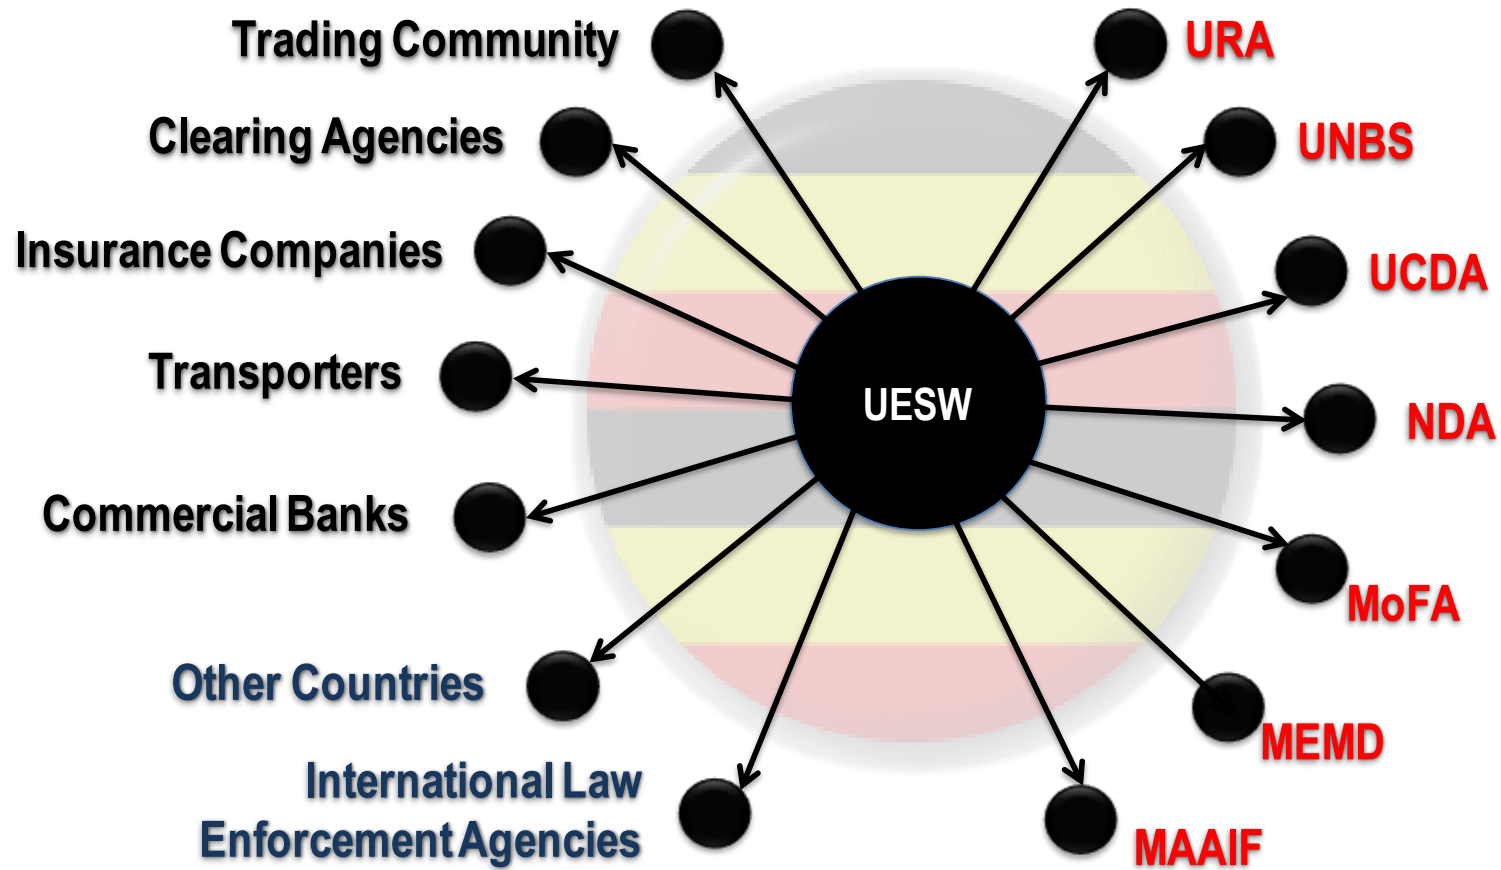 Trading Community
Clearing Agencies
Insurance Companies
Transporters
Commercial Banks
Other Countries
International Law
Enforcement Agencies
UESW
URA
UNBS
UCDA
NDA
MoFA
MEMD
MAAIF